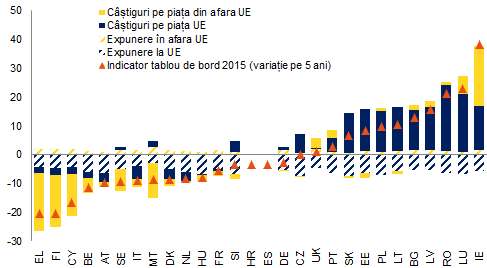 Câștiguri pe piața din afara UE
Câștiguri pe piața UE
Expunere în afara UE
Expunere la UE
Indicator tablou de bord 2015 (variație pe 5 ani)
50
40
30
20
10
0
-10
-20
-30
EL FI CY BE AT SE IT MT DK NL HU FR SI HR ES DE CZ UK PT SK EE PL LT BG LV RO LU IE